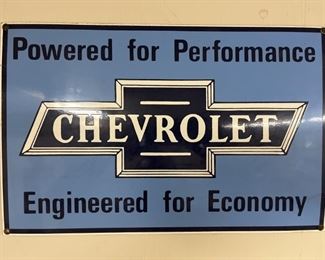 Powered for Performance
CHEVROLET
Engineered for Economy